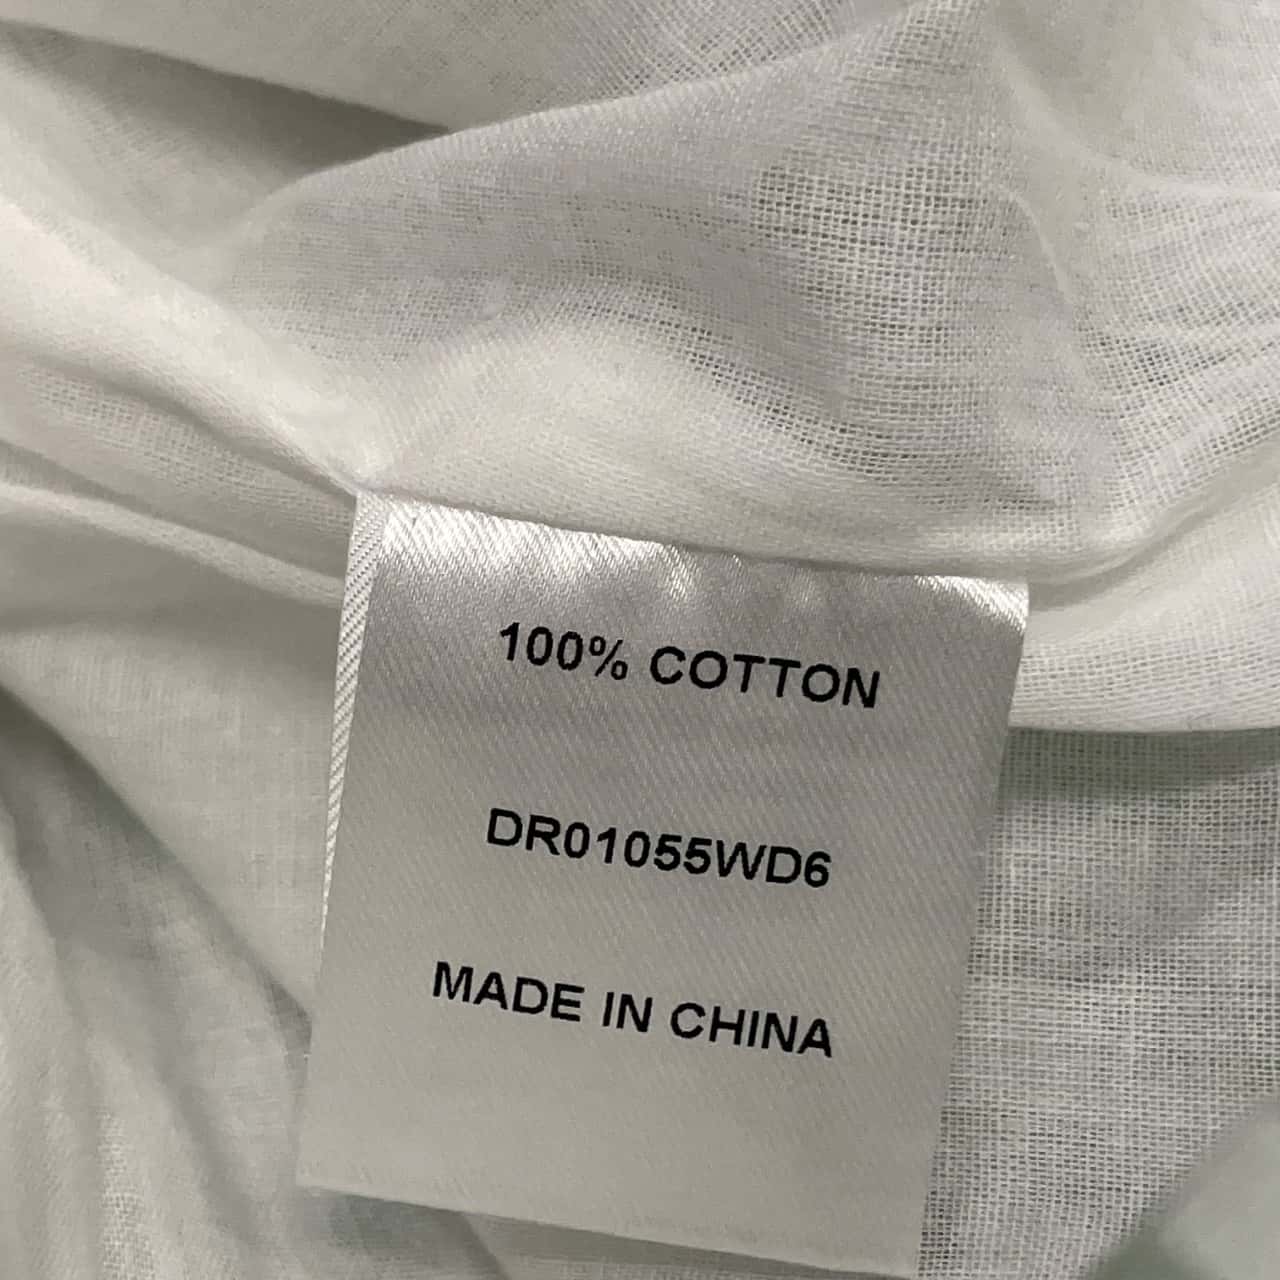 100% COTTON
DR01055WD6
MADE IN CHINA